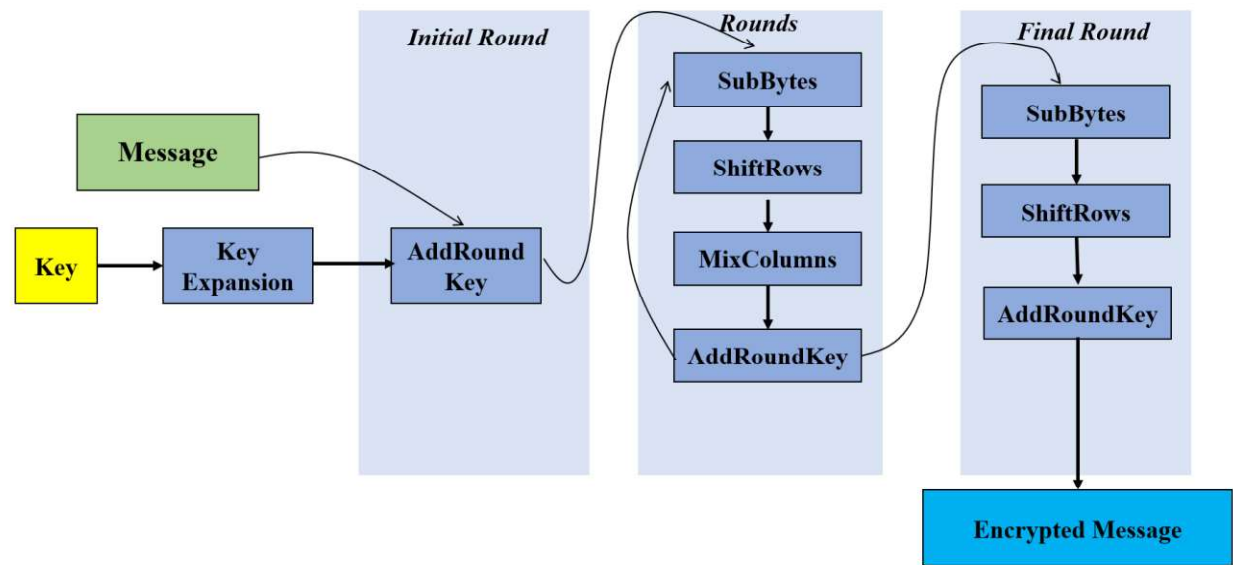 Initial Round
Rounds
Final Round
Message
Key
Key
Expansion
AddRound
Key
SubBytes
ShiftRows
MixColumns
AddRoundKey
SubBytes
ShiftRows
AddRoundKey
Encrypted Message